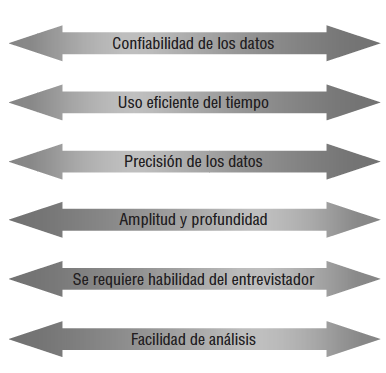 Confiabilidad de los datos
Uso eficiente del tiempo
Precisión de los datos
Amplitud y profundidad
Se requiere habilidad del entrevistador
Facilidad de análisis